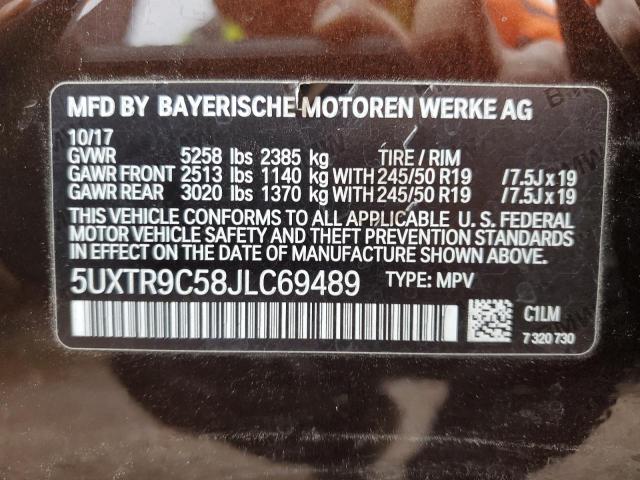 MFD BY BAYERISCHE MOTOREN WERKE AG
10/17
GVWR 5258 lbs 2385 kg TIRE / RIM
GAWR FRONT 2513 lbs 1140 kg WITH 245/50 R19 /7.5J x 19
GAWR REAR 3020 lbs 1370 kg WITH 245/50 R19 /7.5J x 19
THIS VEHICLE CONFORMS TO ALL APPLICABLE U. S. FEDERAL
MOTOR VEHICLE SAFETY AND THEFT PREVENTION STANDARDS
IN EFFECT ON THE DATE OF MANUFACTURE SHOWN ABOVE.
5UXTR9C58JLC69489 TYPE: MPV
C1LM
7 320 730